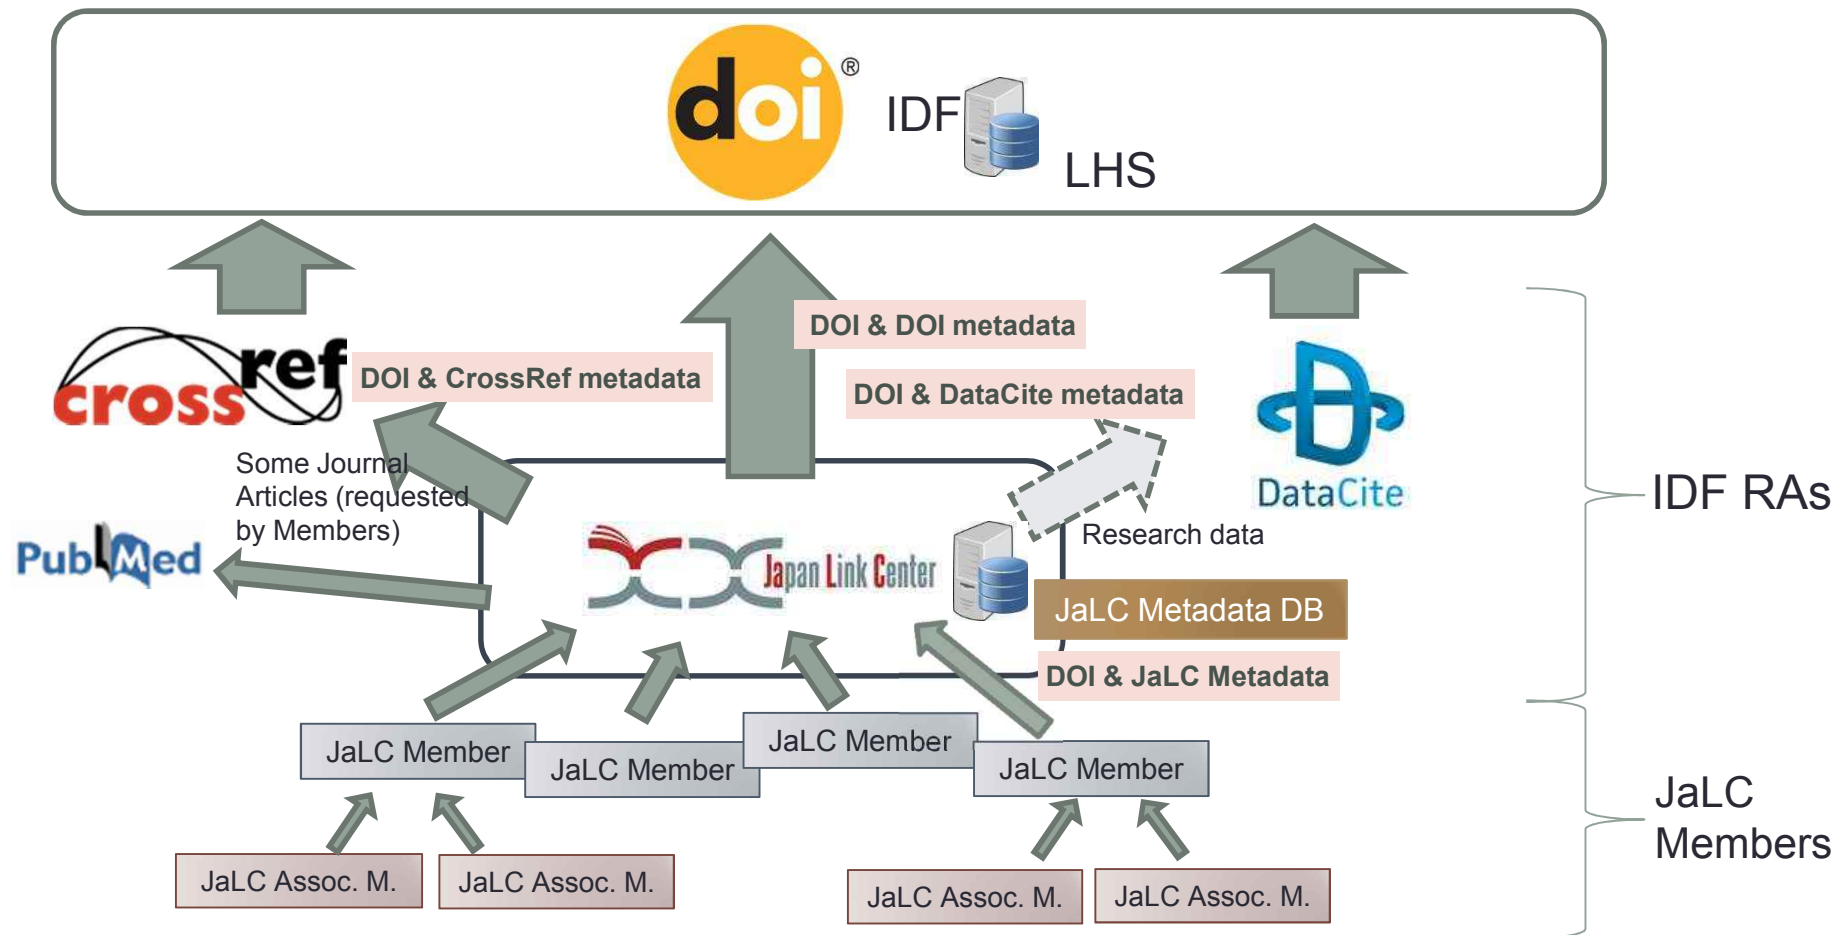 doi®
IDF
LHS
DOI & DOI metadata
crossref
DOI & CrossRef metadata
DOI & DataCite metadata
DataCite
Some Journal
Articles (requested
by Members)
IDF RAs
PubMed
Research data
Japan Link Center
JaLC Metadata DB
DOI & JaLC Metadata
JaLC Member
JaLC Member
JaLC Member
JaLC Member
JaLC
Members
JaLC Assoc. M.
JaLC Assoc. M.
JaLC Assoc. M.
JaLC Assoc. M.